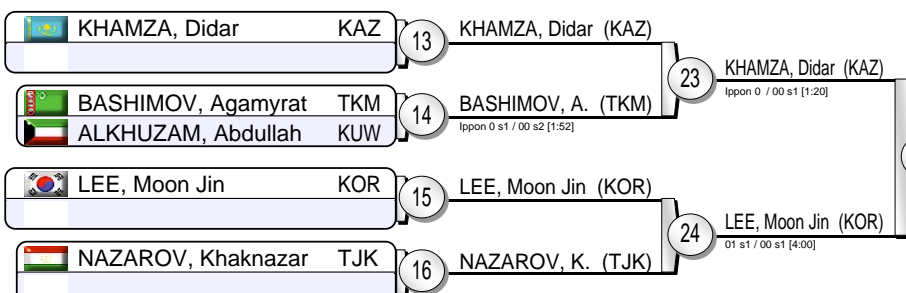 KHAMZA, Didar KAZ 13 KHAMZA, Didar (KAZ)
23 KHAMZA, Didar (KAZ)
Ippon 0 / 00 s1 [1:20]
BASHIMOV, Agamyrat TKM 14 BASHIMOV, A. (TKM)
ALKHUZAM, Abdullah KUW Ippon 0 s1 / 00 s2 [1:52]
LEE, Moon Jin KOR 15 LEE, Moon Jin (KOR)
24 LEE, Moon Jin (KOR)
01 s1 / 00 s1 [4:00]
NAZAROV, Khaknazar TJK 16 NAZAROV, K. (TJK)